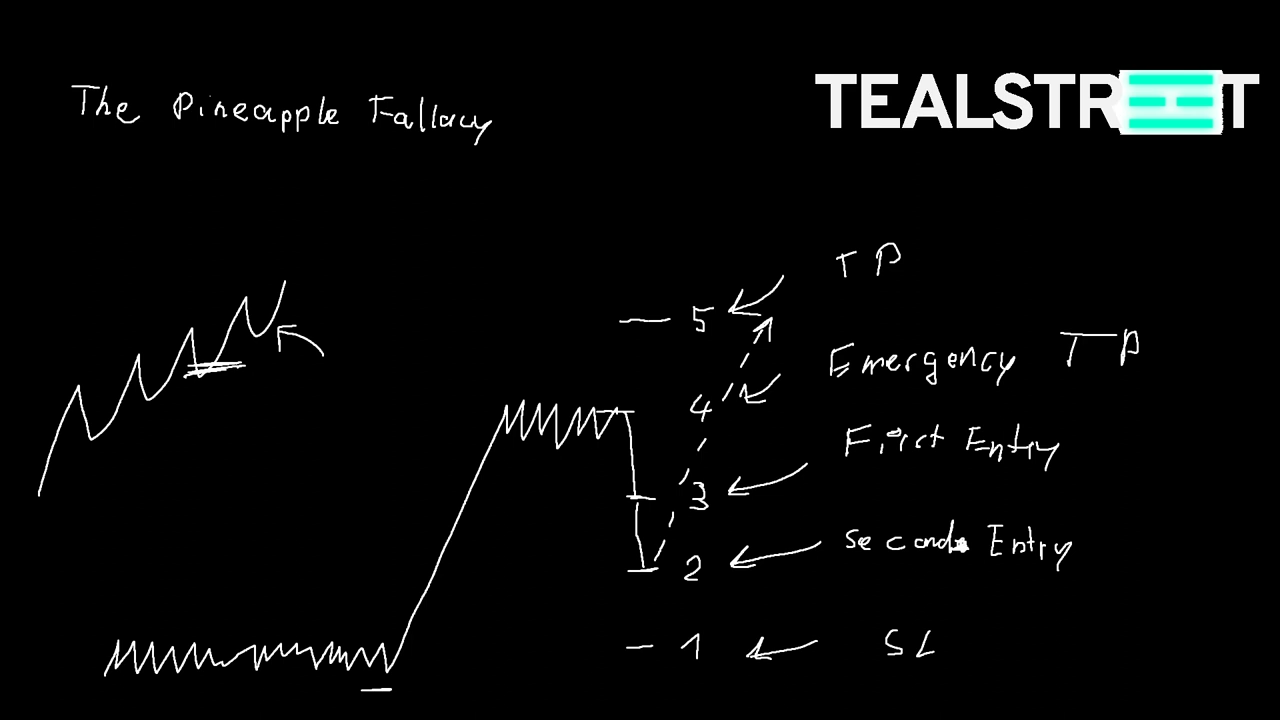 The Pineapple Fallacy
TEALSTREET
5 TP
4 Emergency TP
3 First Entry
2 Second Entry
1 SL